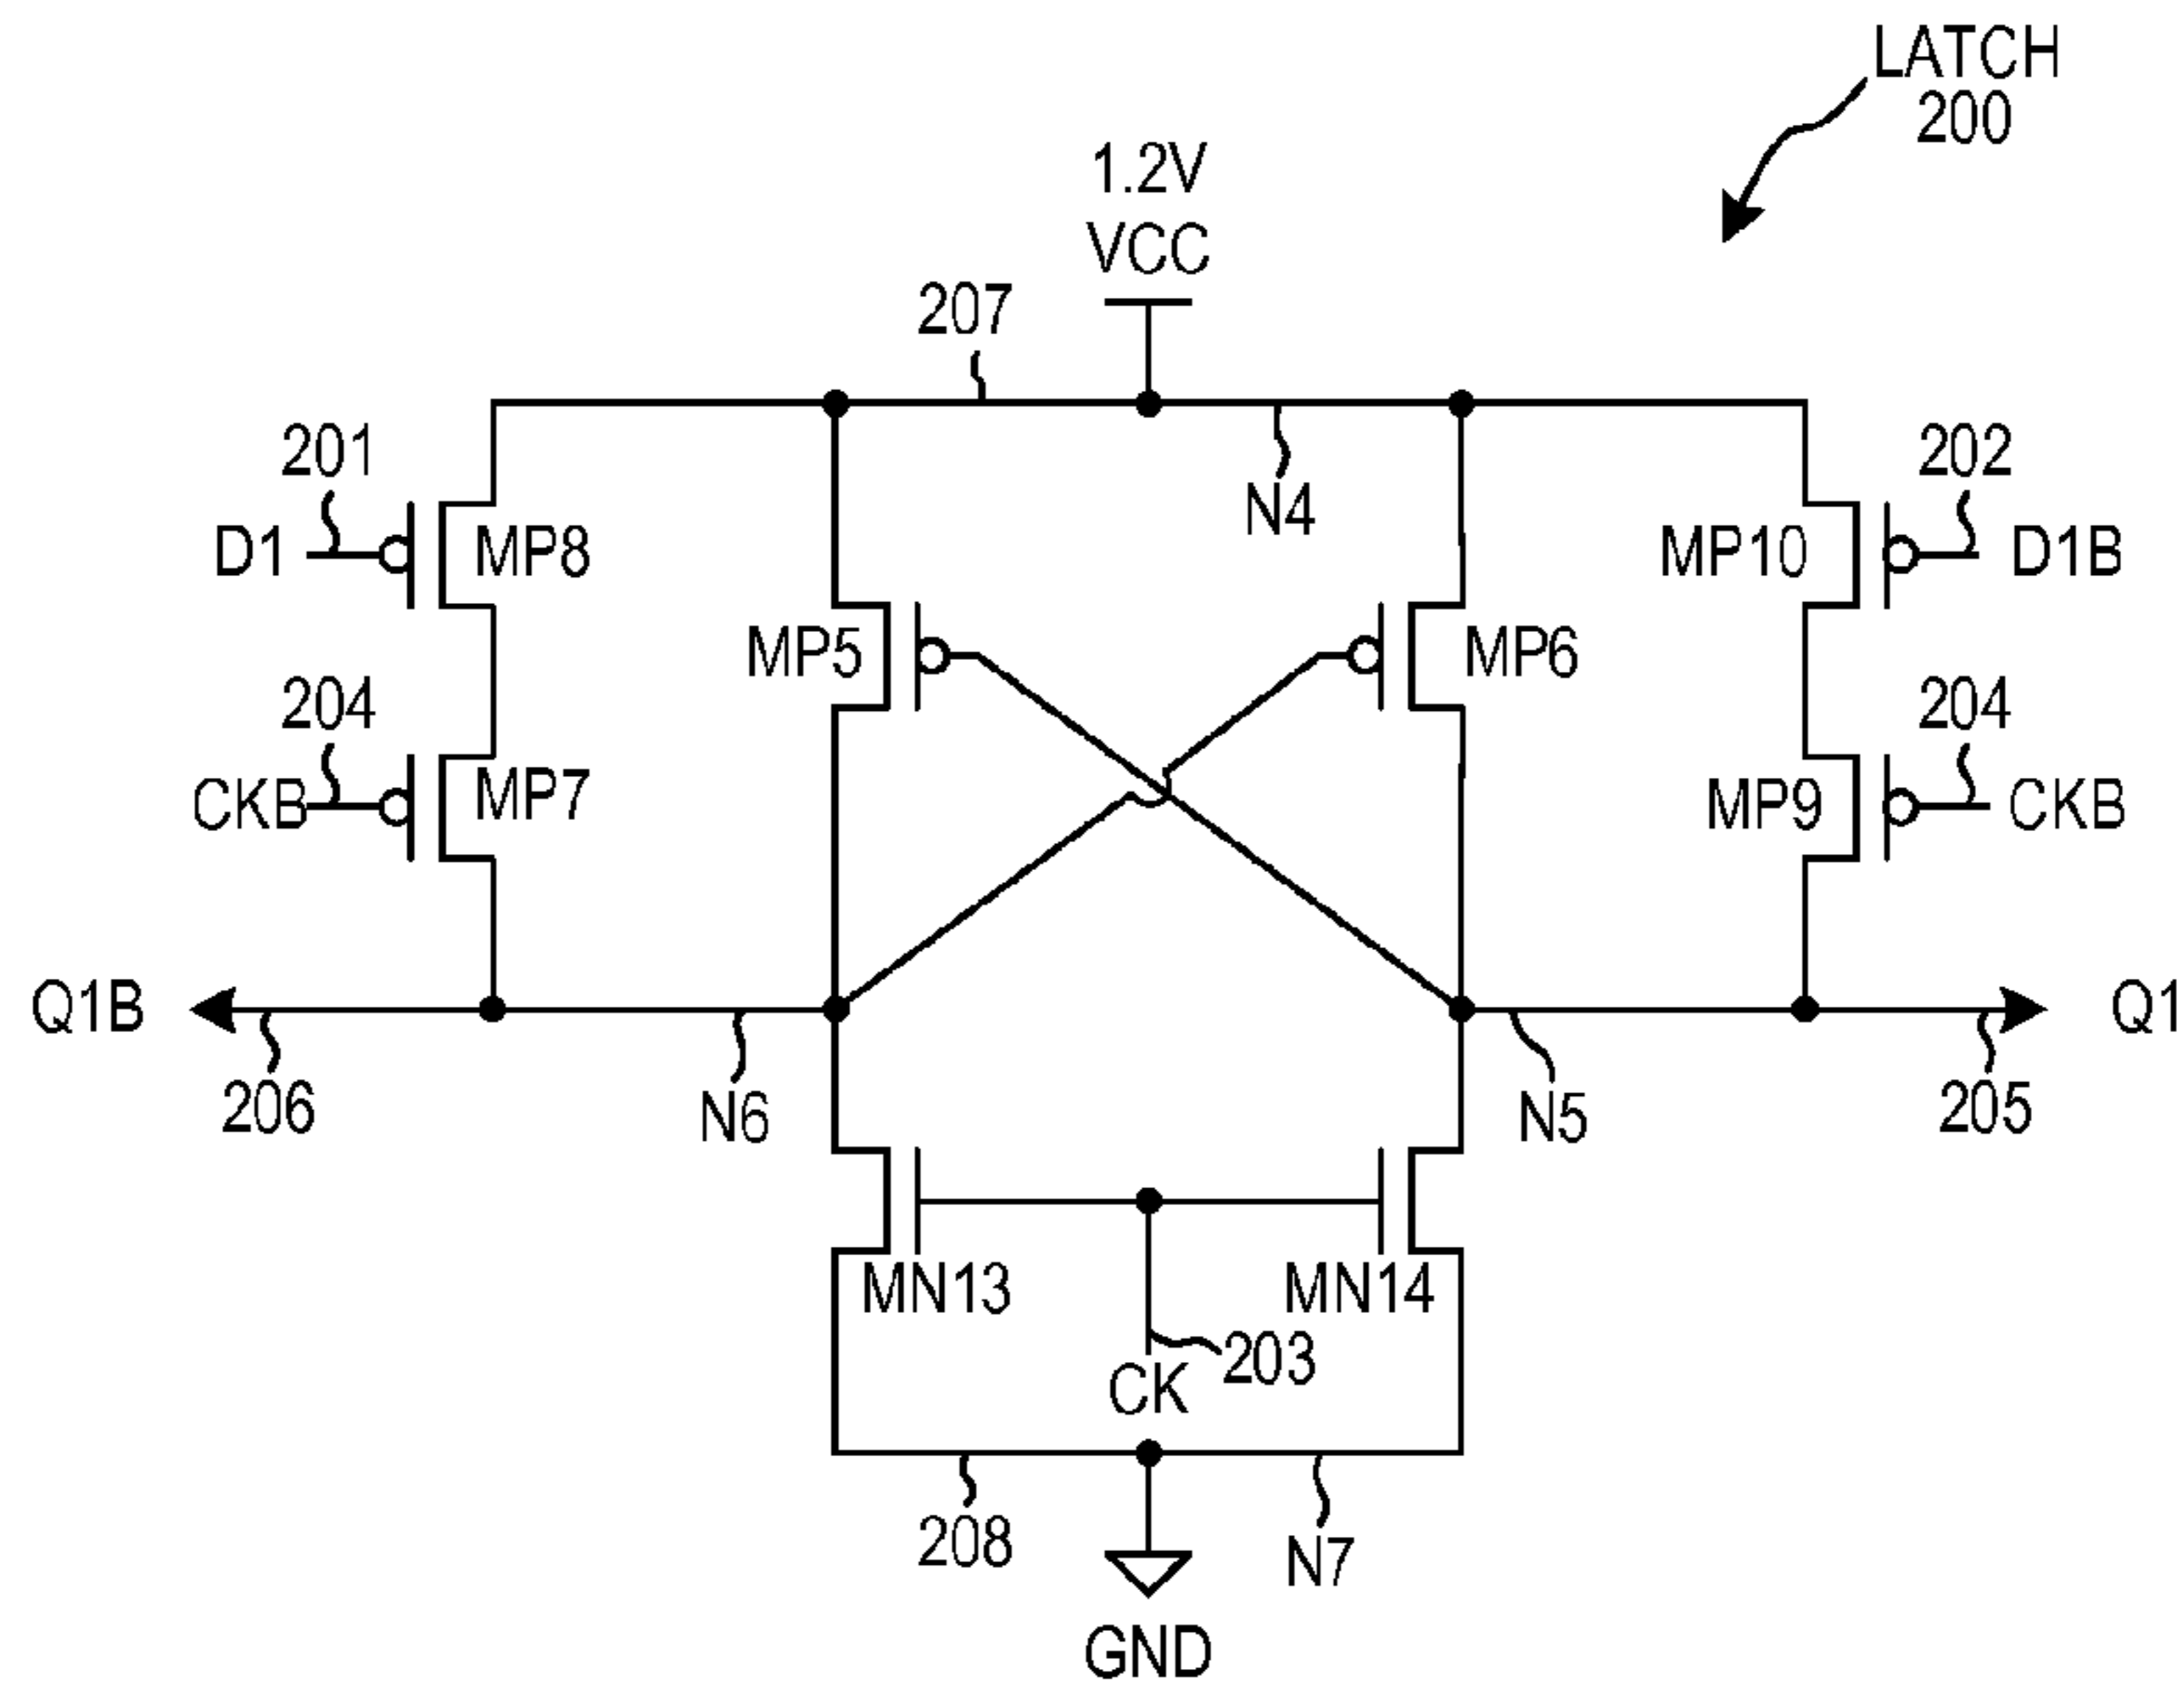 LATCH
200
1.2V
VCC
207
201
N4
202
D1
MP8
MP10
D1B
MP5
MP6
204
204
CKB
MP7
MP9
CKB
Q1B
Q1
206
N6
N5
205
MN13
MN14
203
CK
208
N7
GND